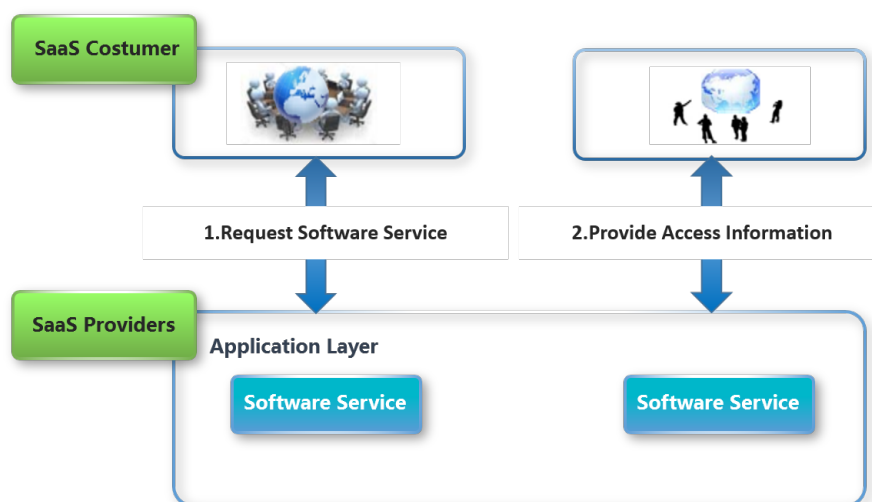 SaaS Costumer
1.Request Software Service
2.Provide Access Information
SaaS Providers
Application Layer
Software Service
Software Service